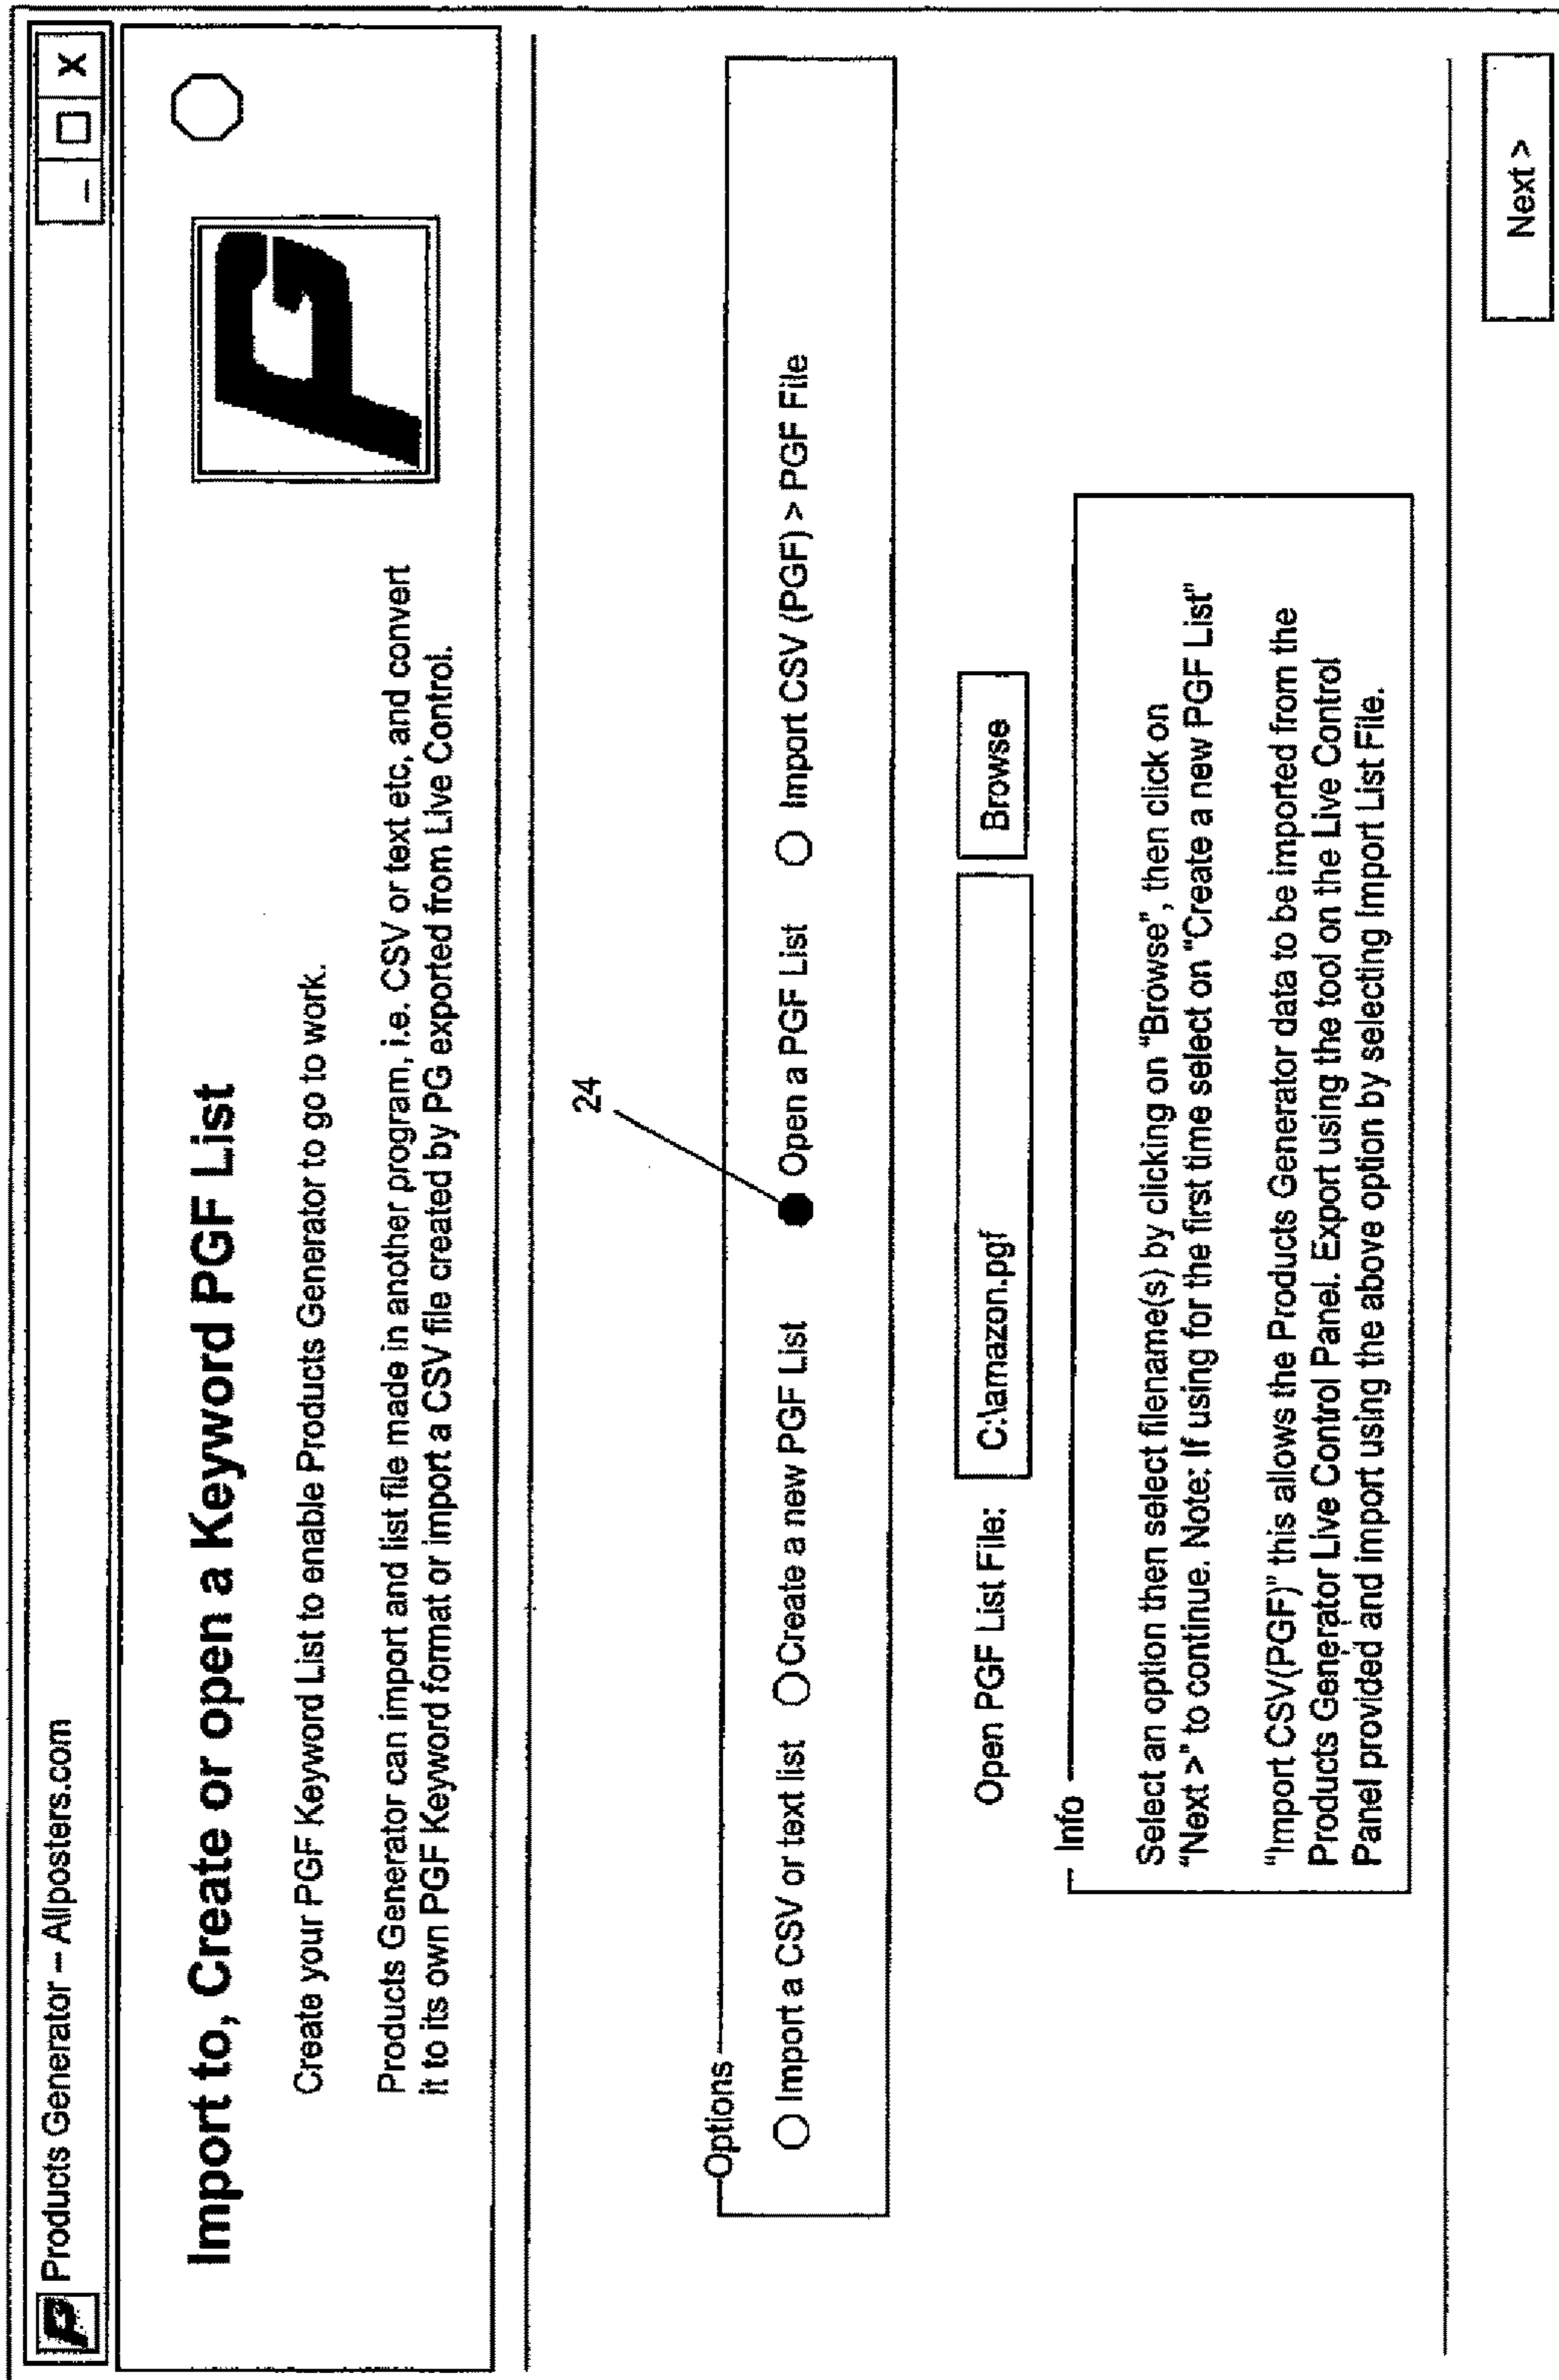 Products Generator – Allposters.com
_ □ X
Import to, Create or open a Keyword PGF List
PG
Create your PGF Keyword List to enable Products Generator to go to work.
Products Generator can import and list file made in another program, i.e. CSV or text etc, and convert
it to its own PGF Keyword format or import a CSV file created by PG exported from Live Control.
24
Options
Import a CSV or text list
Create a new PGF List
Open a PGF List
Import CSV (PGF) > PGF File
Open PGF List File:
C:\amazon.pgf
Browse
Info
Select an option then select filename(s) by clicking on "Browse", then click on
"Next >" to continue. Note: If using for the first time select on "Create a new PGF List"
"Import CSV(PGF)" this allows the Products Generator data to be imported from the
Products Generator Live Control Panel. Export using the tool on the Live Control
Panel provided and import using the above option by selecting Import List File.
Next >